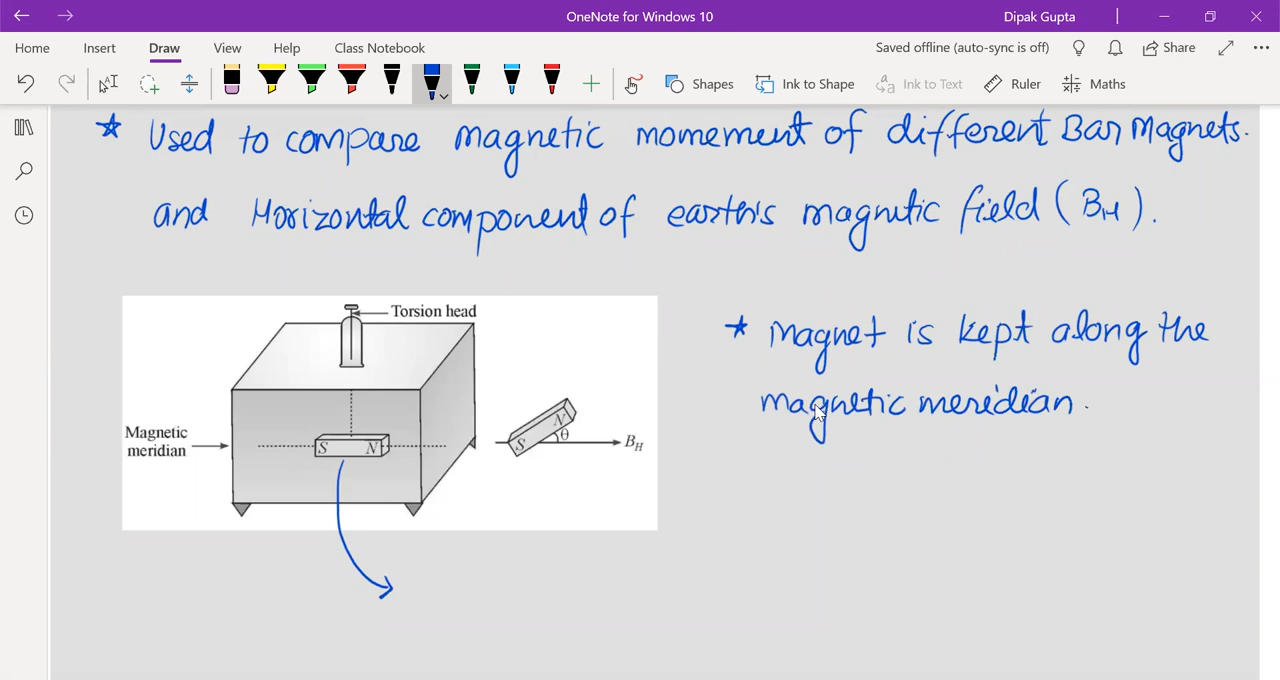 OneNote for Windows 10
Dipak Gupta
Home Insert Draw View Help Class Notebook
Saved offline (auto-sync is off) Share
Shapes Ink to Shape Ink to Text Ruler Maths
* Used to compare magnetic momement of different Bar Magnets.
and Horizontal component of earth's magnetic field (BH).
Torsion head
Magnetic
meridian
S N
S N θ BH
* Magnet is kept along the
magnetic meridian.